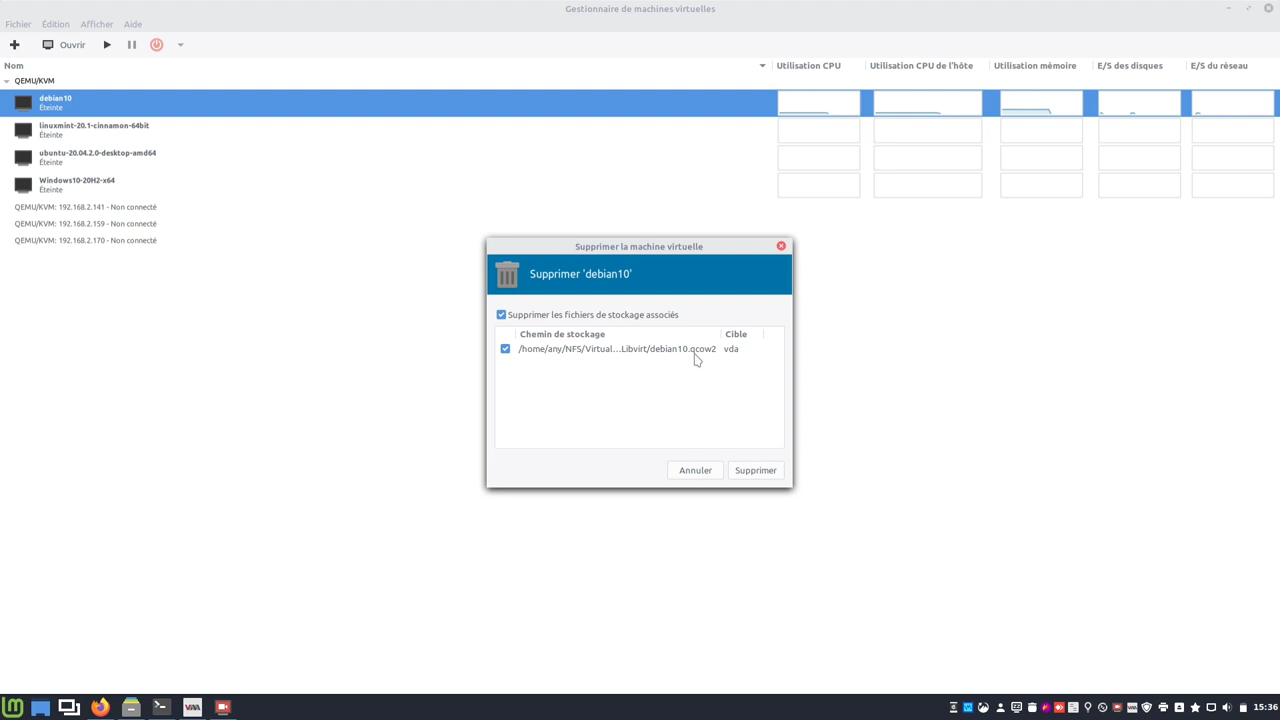 Gestionnaire de machines virtuelles
Fichier Édition Afficher Aide
Ouvrir
Nom Utilisation CPU Utilisation CPU de l'hôte Utilisation mémoire E/S des disques E/S du réseau
QEMU/KVM
debian10
Éteinte
linuxmint-20.1-cinnamon-64bit
Éteinte
ubuntu-20.04.2.0-desktop-amd64
Éteinte
Windows10-20H2-x64
Éteinte
QEMU/KVM: 192.168.2.141 - Non connecté
QEMU/KVM: 192.168.2.159 - Non connecté
QEMU/KVM: 192.168.2.170 - Non connecté
Supprimer la machine virtuelle
Supprimer 'debian10'
Supprimer les fichiers de stockage associés
Chemin de stockage Cible
/home/any/NFS/Virtual...Libvirt/debian10.qcow2 vda
Annuler Supprimer
15:36